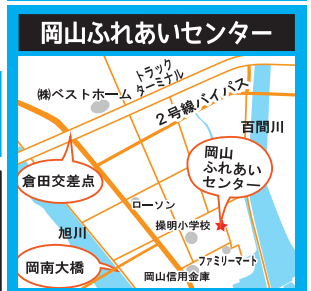 岡山ふれあいセンター
トラック
ターミナル
㈱ベストホーム
2号線バイパス
百間川
岡山
ふれあい
センター
倉田交差点
ローソン
操明小学校
旭川
ファミリーマート
岡南大橋
岡山信用金庫